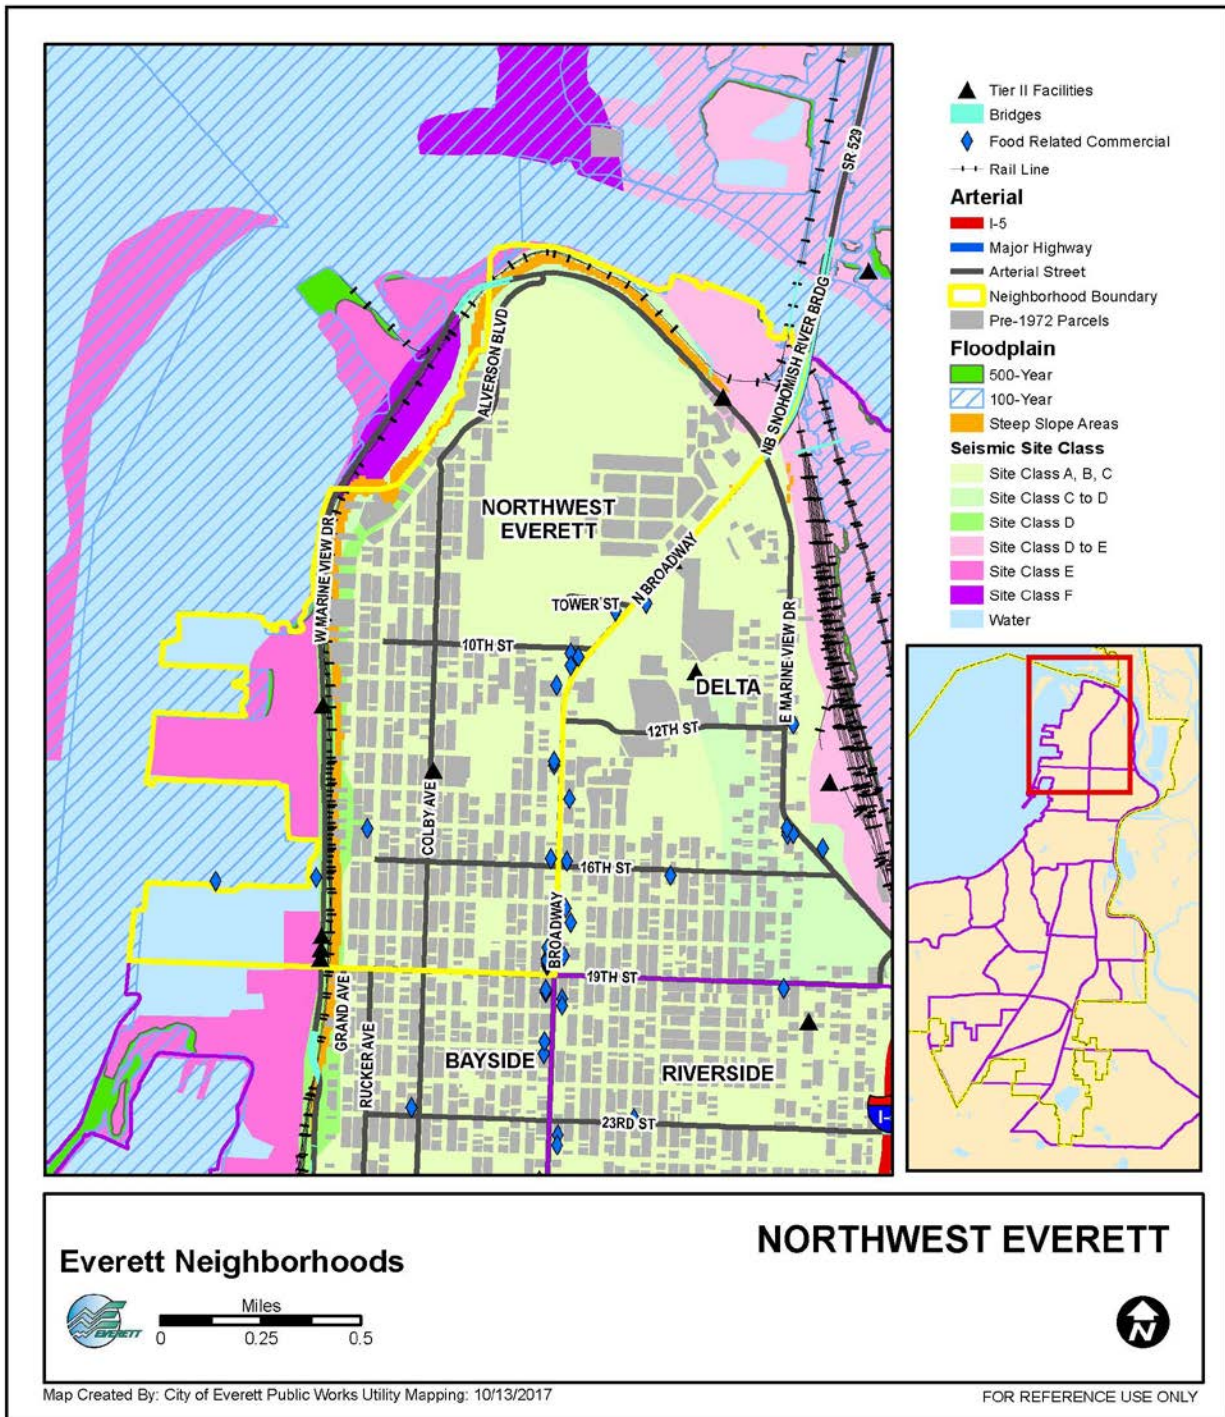 SR 529
NB SNOHOMISH RIVER BRDG
ALVERSON BLVD
NORTHWEST
EVERETT
W MARINE VIEW DR
N BROADWAY
TOWER ST
10TH ST
DELTA
E MARINE VIEW DR
12TH ST
COLBY AVE
16TH ST
BROADWAY
19TH ST
GRAND AVE
RUCKER AVE
BAYSIDE
RIVERSIDE
23RD ST
I-
Tier II Facilities
Bridges
Food Related Commercial
Rail Line
Arterial
I-5
Major Highway
Arterial Street
Neighborhood Boundary
Pre-1972 Parcels
Floodplain
500-Year
100-Year
Steep Slope Areas
Seismic Site Class
Site Class A, B, C
Site Class C to D
Site Class D
Site Class D to E
Site Class E
Site Class F
Water
NORTHWEST EVERETT
Everett Neighborhoods
EVERETT
Miles
0 0.25 0.5
N
Map Created By: City of Everett Public Works Utility Mapping: 10/13/2017
FOR REFERENCE USE ONLY